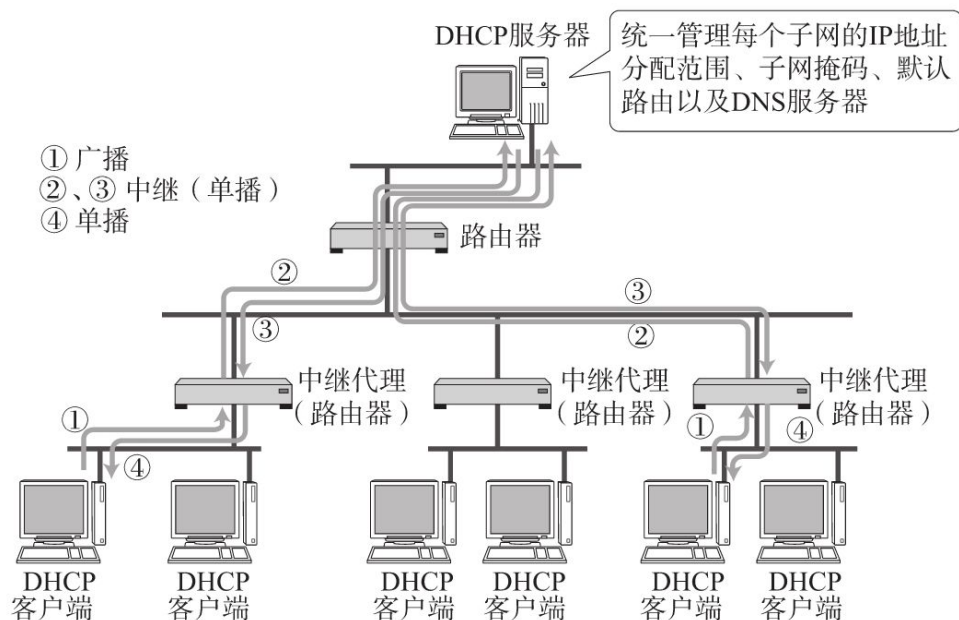 DHCP服务器
统一管理每个子网的IP地址
分配范围、子网掩码、默认
路由以及DNS服务器
① 广播
②、③ 中继（单播）
④ 单播
路由器
②
③
③
②
中继代理
（路由器）
中继代理
（路由器）
中继代理
（路由器）
①
④
①
④
DHCP
客户端
DHCP
客户端
DHCP
客户端
DHCP
客户端
DHCP
客户端
DHCP
客户端